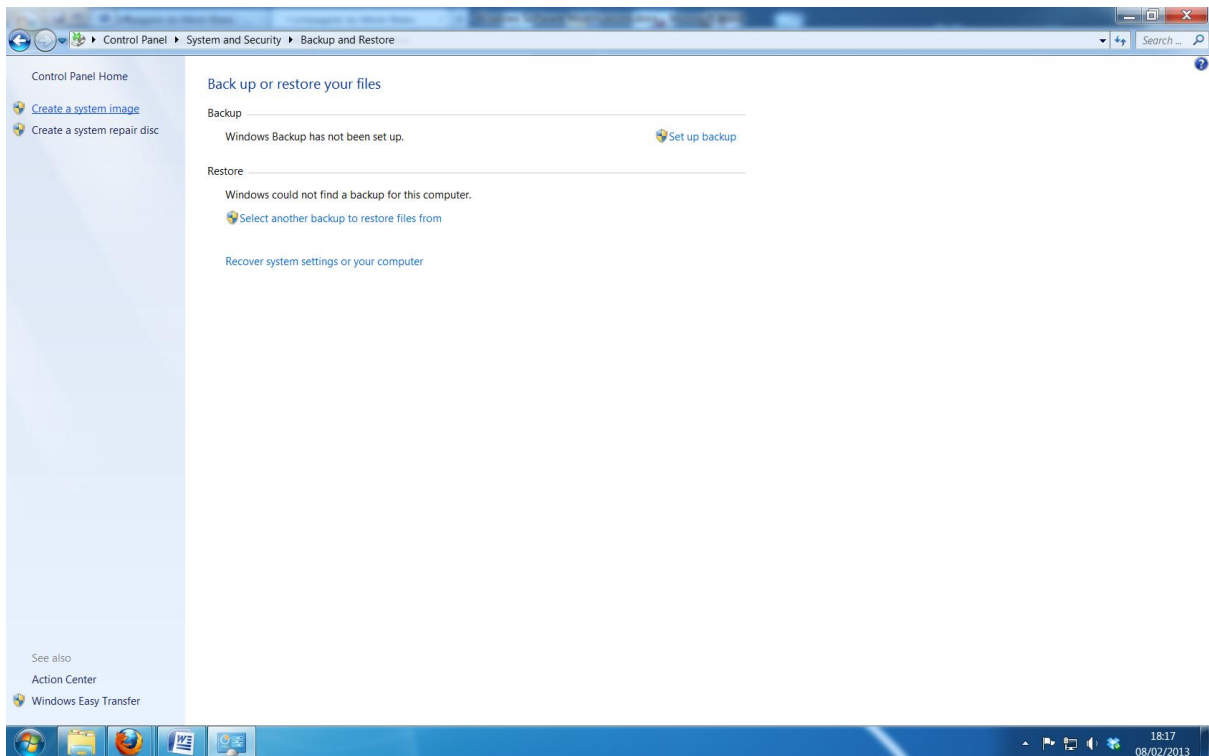 Control Panel ▸ System and Security ▸ Backup and Restore
Search ...
Control Panel Home
Create a system image
Create a system repair disc
Back up or restore your files
Backup
Windows Backup has not been set up.
Set up backup
Restore
Windows could not find a backup for this computer.
Select another backup to restore files from
Recover system settings or your computer
See also
Action Center
Windows Easy Transfer
18:17
08/02/2013